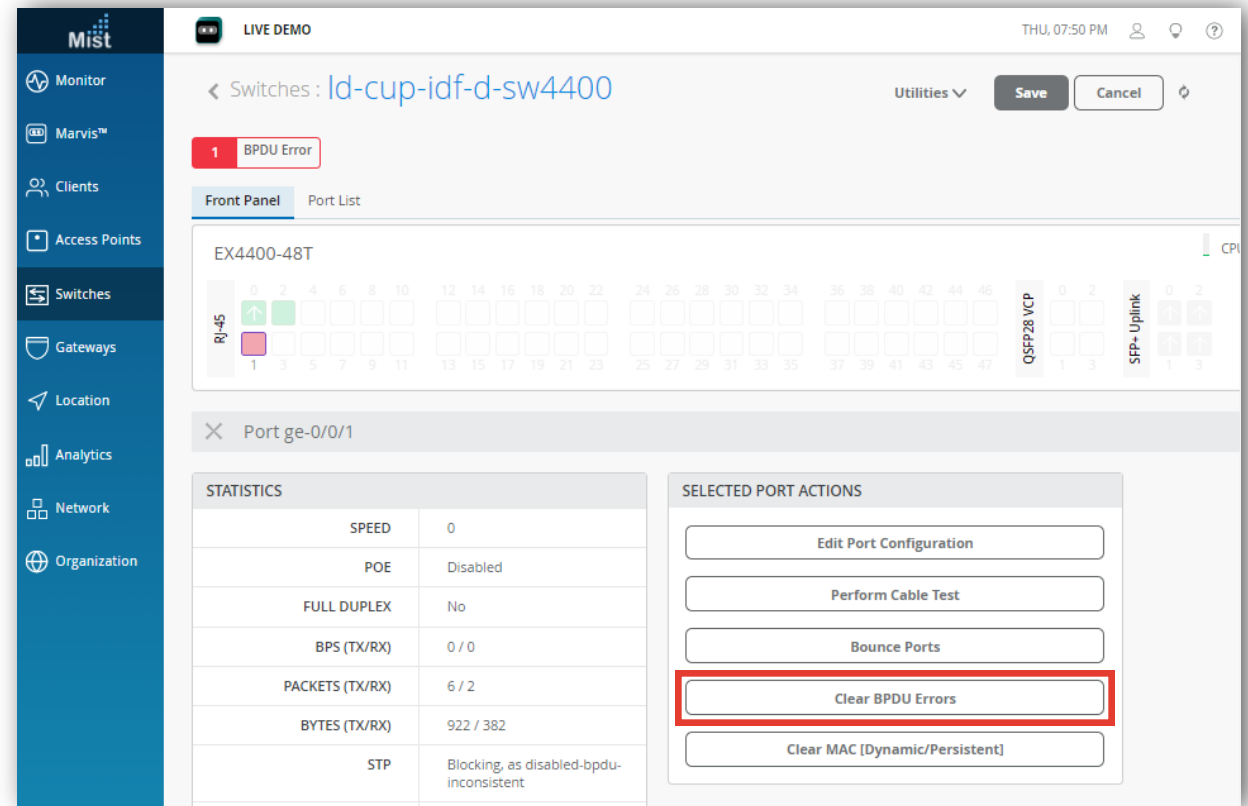 Mist
LIVE DEMO
THU, 07:50 PM
Monitor
Marvis™
Clients
Access Points
Switches
Gateways
Location
Analytics
Network
Organization
Switches : ld-cup-idf-d-sw4400
Utilities
Save
Cancel
1 BPDU Error
Front Panel Port List
EX4400-48T
CPU
RJ-45
0 2 4 6 8 10 12 14 16 18 20 22 24 26 28 30 32 34 36 38 40 42 44 46
1 3 5 7 9 11 13 15 17 19 21 23 25 27 29 31 33 35 37 39 41 43 45 47
QSFP28 VCP
0 2
1 3
SFP+ Uplink
0 2
1 3
Port ge-0/0/1
STATISTICS
SPEED 0
POE Disabled
FULL DUPLEX No
BPS (TX/RX) 0 / 0
PACKETS (TX/RX) 6 / 2
BYTES (TX/RX) 922 / 382
STP Blocking, as disabled-bpdu-
inconsistent
SELECTED PORT ACTIONS
Edit Port Configuration
Perform Cable Test
Bounce Ports
Clear BPDU Errors
Clear MAC [Dynamic/Persistent]